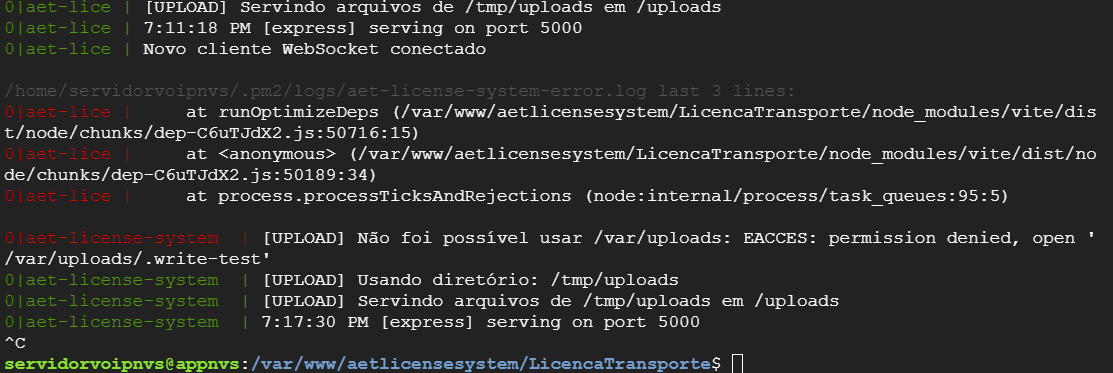 0|aet-lice | [UPLOAD] Servindo arquivos de /tmp/uploads em /uploads
0|aet-lice | 7:11:18 PM [express] serving on port 5000
0|aet-lice | Novo cliente WebSocket conectado
/home/servidorvoipnvs/.pm2/logs/aet-license-system-error.log last 3 lines:
0|aet-lice |     at runOptimizeDeps (/var/www/aetlicensesystem/LicencaTransporte/node_modules/vite/dis
t/node/chunks/dep-C6uTJdX2.js:50716:15)
0|aet-lice |     at <anonymous> (/var/www/aetlicensesystem/LicencaTransporte/node_modules/vite/dist/no
de/chunks/dep-C6uTJdX2.js:50189:34)
0|aet-lice |     at process.processTicksAndRejections (node:internal/process/task_queues:95:5)
0|aet-license-system  | [UPLOAD] Não foi possível usar /var/uploads: EACCES: permission denied, open '
/var/uploads/.write-test'
0|aet-license-system  | [UPLOAD] Usando diretório: /tmp/uploads
0|aet-license-system  | [UPLOAD] Servindo arquivos de /tmp/uploads em /uploads
0|aet-license-system  | 7:17:30 PM [express] serving on port 5000
^C
servidorvoipnvs@appnvs:/var/www/aetlicensesystem/LicencaTransporte$